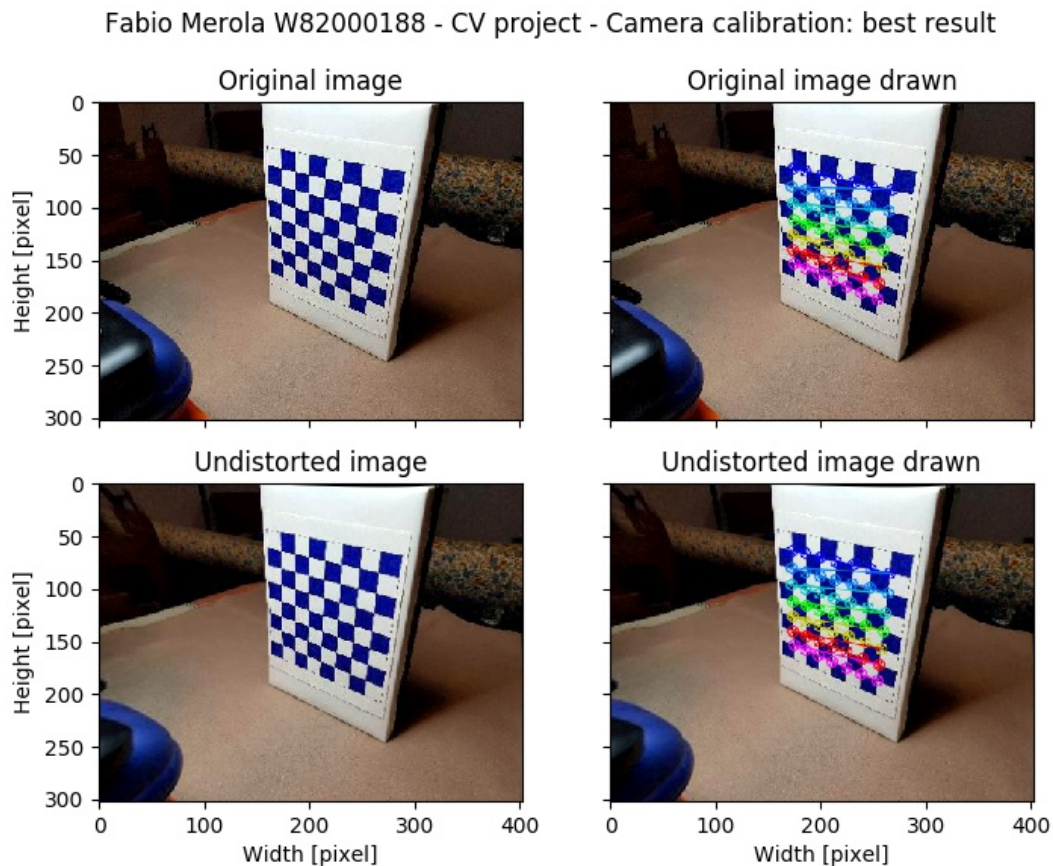 Fabio Merola W82000188 - CV project - Camera calibration: best result
Original image
Original image drawn
0
50
100
150
200
250
300
Height [pixel]
Undistorted image
Undistorted image drawn
0
50
100
150
200
250
300
Height [pixel]
0 100 200 300 400
0 100 200 300 400
Width [pixel]
Width [pixel]